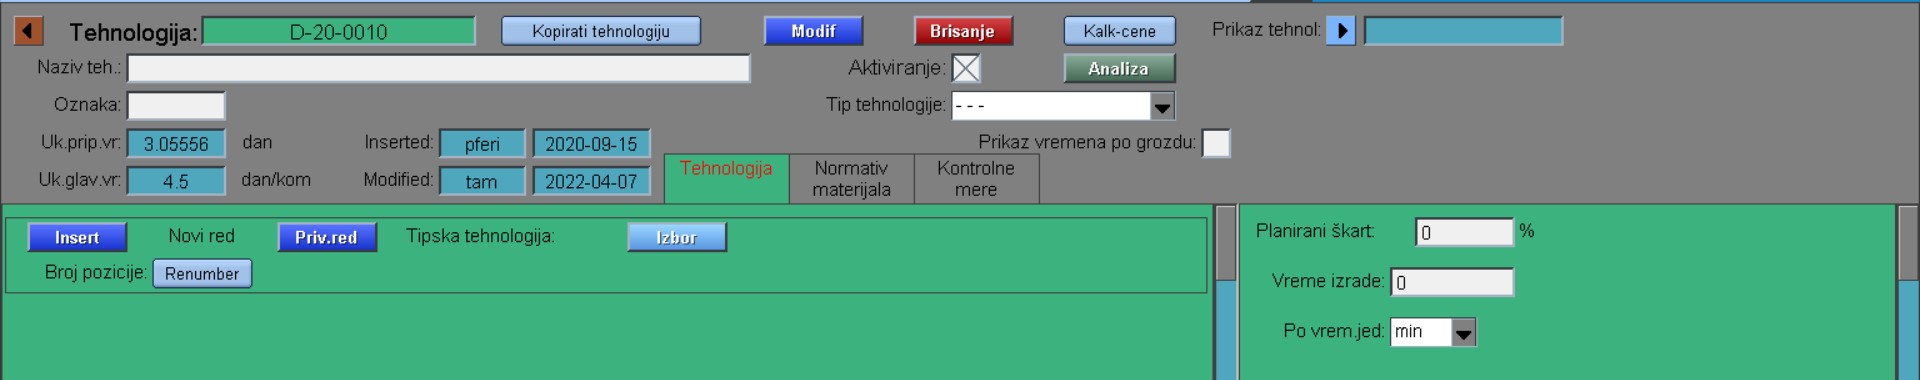 Tehnologija: D-20-0010 Kopirati tehnologiju Modif Brisanje Kalk-cene Prikaz tehnol:
Naziv teh.: Aktiviranje: Analiza
Oznaka: Tip tehnologije: ---
Uk.prip.vr: 3.05556 dan Inserted: pferi 2020-09-15 Prikaz vremena po grozdu:
Uk.glav.vr: 4.5 dan/kom Modified: tam 2022-04-07
Tehnologija
Normativ
materijala
Kontrolne
mere
Insert Novi red Priv.red Tipska tehnologija: Izbor
Broj pozicije: Renumber
Planirani škart: 0 %
Vreme izrade: 0
Po vrem.jed: min